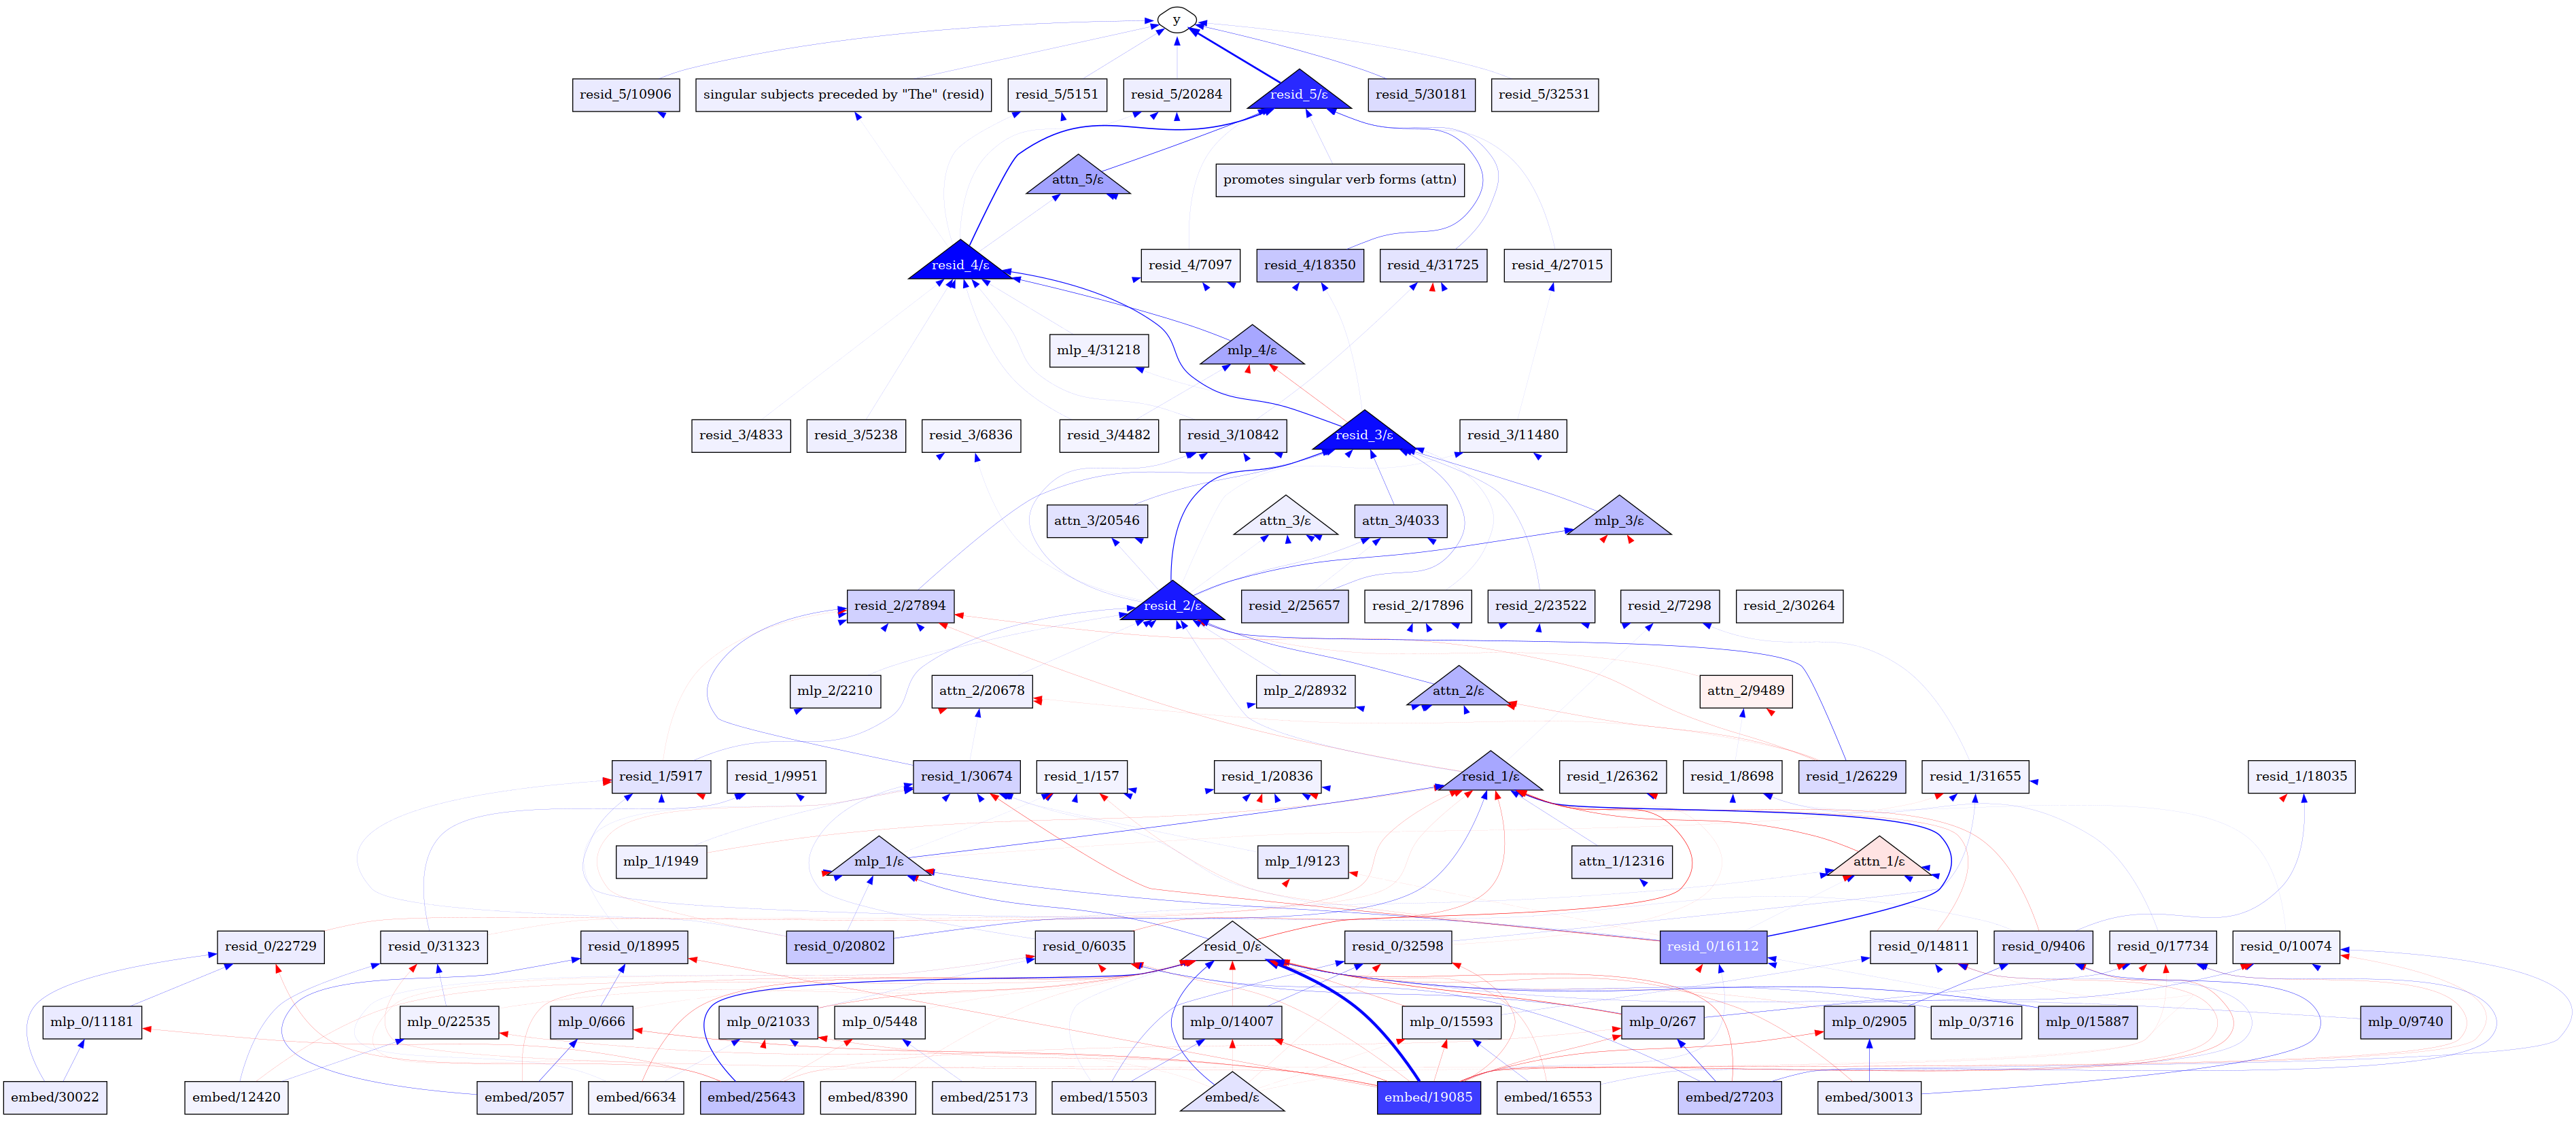 y
resid_5/10906
singular subjects preceded by "The" (resid)
resid_5/5151
resid_5/20284
resid_5/ε
resid_5/30181
resid_5/32531
attn_5/ε
promotes singular verb forms (attn)
resid_4/ε
resid_4/7097
resid_4/18350
resid_4/31725
resid_4/27015
mlp_4/31218
mlp_4/ε
resid_3/4833
resid_3/5238
resid_3/6836
resid_3/4482
resid_3/10842
resid_3/ε
resid_3/11480
attn_3/20546
attn_3/ε
attn_3/4033
mlp_3/ε
resid_2/27894
resid_2/ε
resid_2/25657
resid_2/17896
resid_2/23522
resid_2/7298
resid_2/30264
mlp_2/2210
attn_2/20678
mlp_2/28932
attn_2/ε
attn_2/9489
resid_1/5917
resid_1/9951
resid_1/30674
resid_1/157
resid_1/20836
resid_1/ε
resid_1/26362
resid_1/8698
resid_1/26229
resid_1/31655
resid_1/18035
mlp_1/1949
mlp_1/ε
mlp_1/9123
attn_1/12316
attn_1/ε
resid_0/22729
resid_0/31323
resid_0/18995
resid_0/20802
resid_0/6035
resid_0/ε
resid_0/32598
resid_0/16112
resid_0/14811
resid_0/9406
resid_0/17734
resid_0/10074
mlp_0/11181
mlp_0/22535
mlp_0/666
mlp_0/21033
mlp_0/5448
mlp_0/14007
mlp_0/15593
mlp_0/267
mlp_0/2905
mlp_0/3716
mlp_0/15887
mlp_0/9740
embed/30022
embed/12420
embed/2057
embed/6634
embed/25643
embed/8390
embed/25173
embed/15503
embed/ε
embed/19085
embed/16553
embed/27203
embed/30013